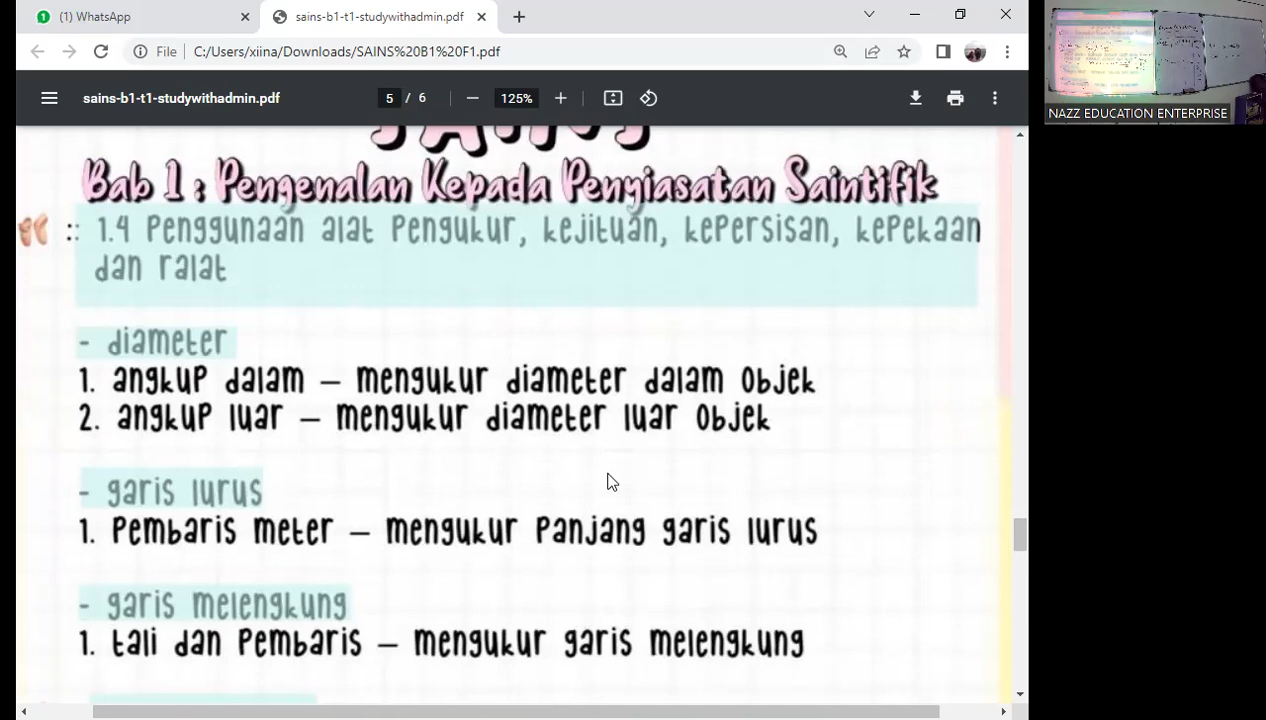 (1) WhatsApp
sains-b1-t1-studywithadmin.pdf
File
C:/Users/xiina/Downloads/SAINS%20B1%20F1.pdf
sains-b1-t1-studywithadmin.pdf
5 / 6
125%
NAZZ EDUCATION ENTERPRISE
Bab 1 : Pengenalan Kepada Penyiasatan Saintifik
:: 1.4 Penggunaan alat Pengukur, kejituan, kePersisan, kePekaan
dan ralat
- diameter
1. angkup dalam – mengukur diameter dalam objek
2. angkup luar – mengukur diameter luar objek
- garis lurus
1. Pembaris meter – mengukur Panjang garis lurus
- garis melengkung
1. tali dan Pembaris – mengukur garis melengkung